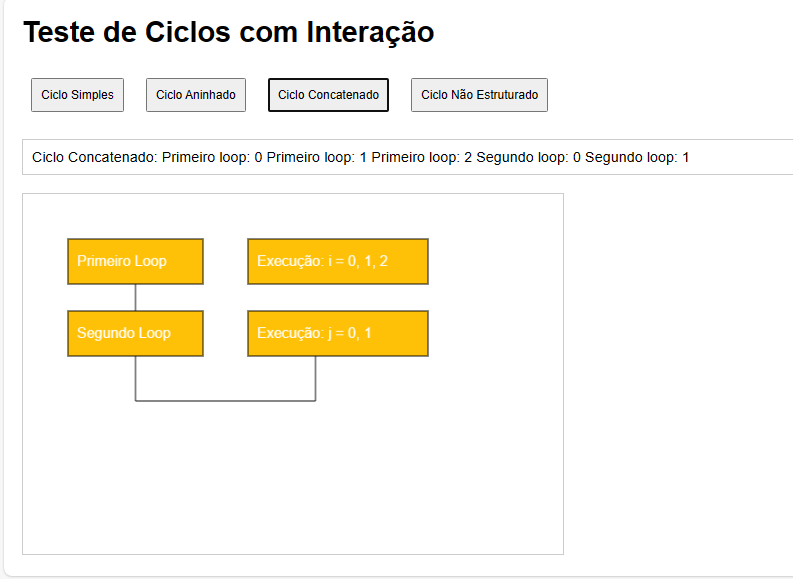 Teste de Ciclos com Interação
Ciclo Simples Ciclo Aninhado Ciclo Concatenado Ciclo Não Estruturado
Ciclo Concatenado: Primeiro loop: 0 Primeiro loop: 1 Primeiro loop: 2 Segundo loop: 0 Segundo loop: 1
Primeiro Loop Execução: i = 0, 1, 2
Segundo Loop Execução: j = 0, 1